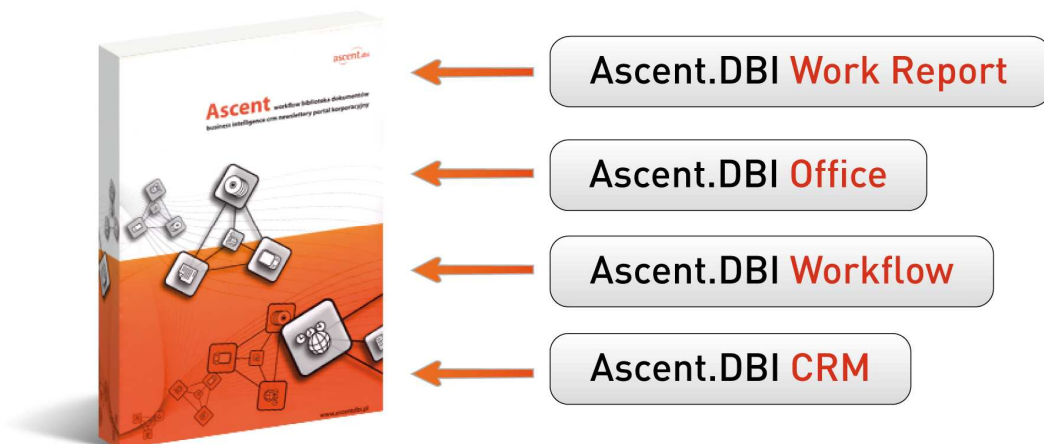 ascent.dbi
Ascent workflow biblioteka dokumentów
business intelligence crm newslettery portal korporacyjny
www.ascentdbi.pl
Ascent.DBI Work Report
Ascent.DBI Office
Ascent.DBI Workflow
Ascent.DBI CRM